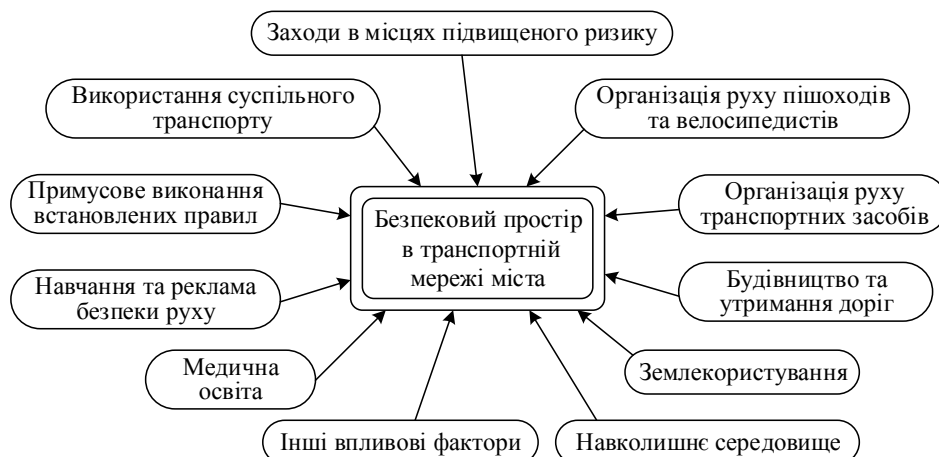 Заходи в місцях підвищеного ризику
Використання суспільного
транспорту
Організація руху пішоходів
та велосипедистів
Примусове виконання
встановлених правил
Безпековий простір
в транспортній
мережі міста
Організація руху
транспортних засобів
Навчання та реклама
безпеки руху
Будівництво та
утримання доріг
Медична
освіта
Землекористування
Інші впливові фактори
Навколишнє середовище